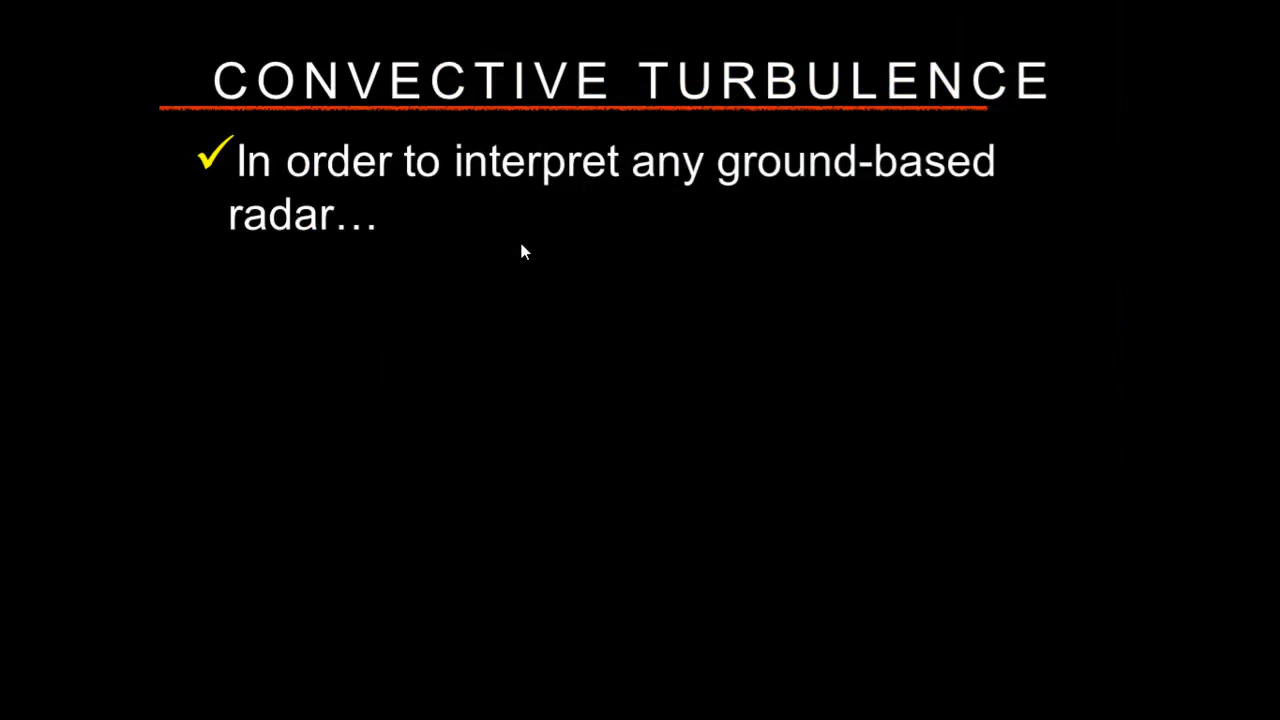 CONVECTIVE TURBULENCE
In order to interpret any ground-based
radar…